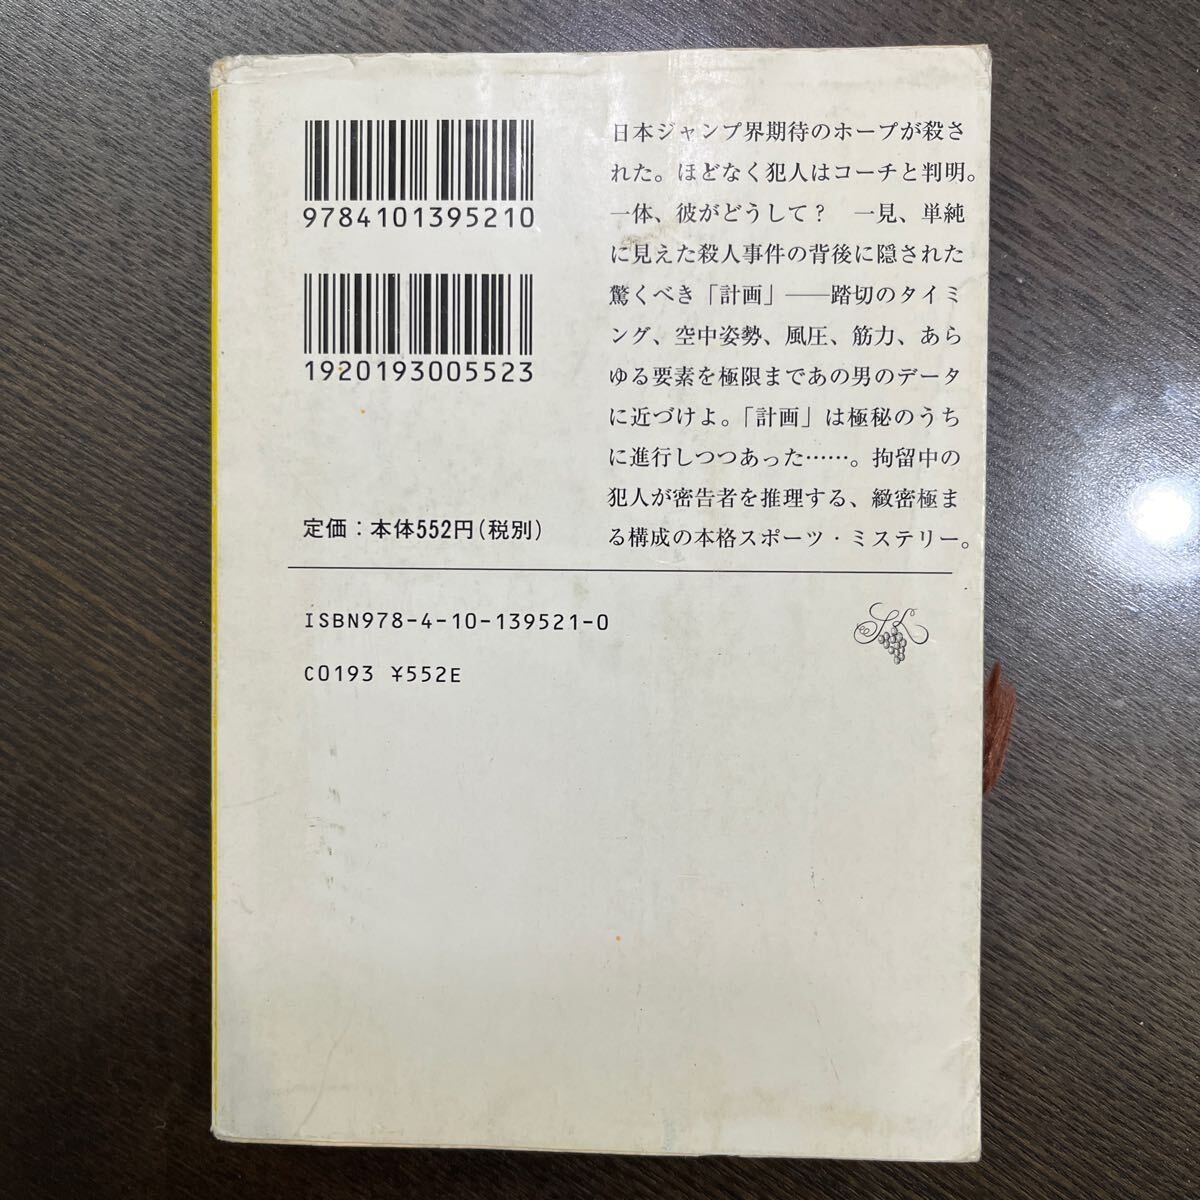 9784101395210
1920193005523
定価：本体552円(税別)
日本ジャンプ界期待のホープが殺さ
れた。ほどなく犯人はコーチと判明。
一体、彼がどうして？　一見、単純
に見えた殺人事件の背後に隠された
驚くべき「計画」――踏切のタイミ
ング、空中姿勢、風圧、筋力、あら
ゆる要素を極限まであの男のデータ
に近づけよ。「計画」は極秘のうち
に進行しつつあった……。拘留中の
犯人が密告者を推理する、緻密極ま
る構成の本格スポーツ・ミステリー。
ISBN978-4-10-139521-0
C0193 ¥552E